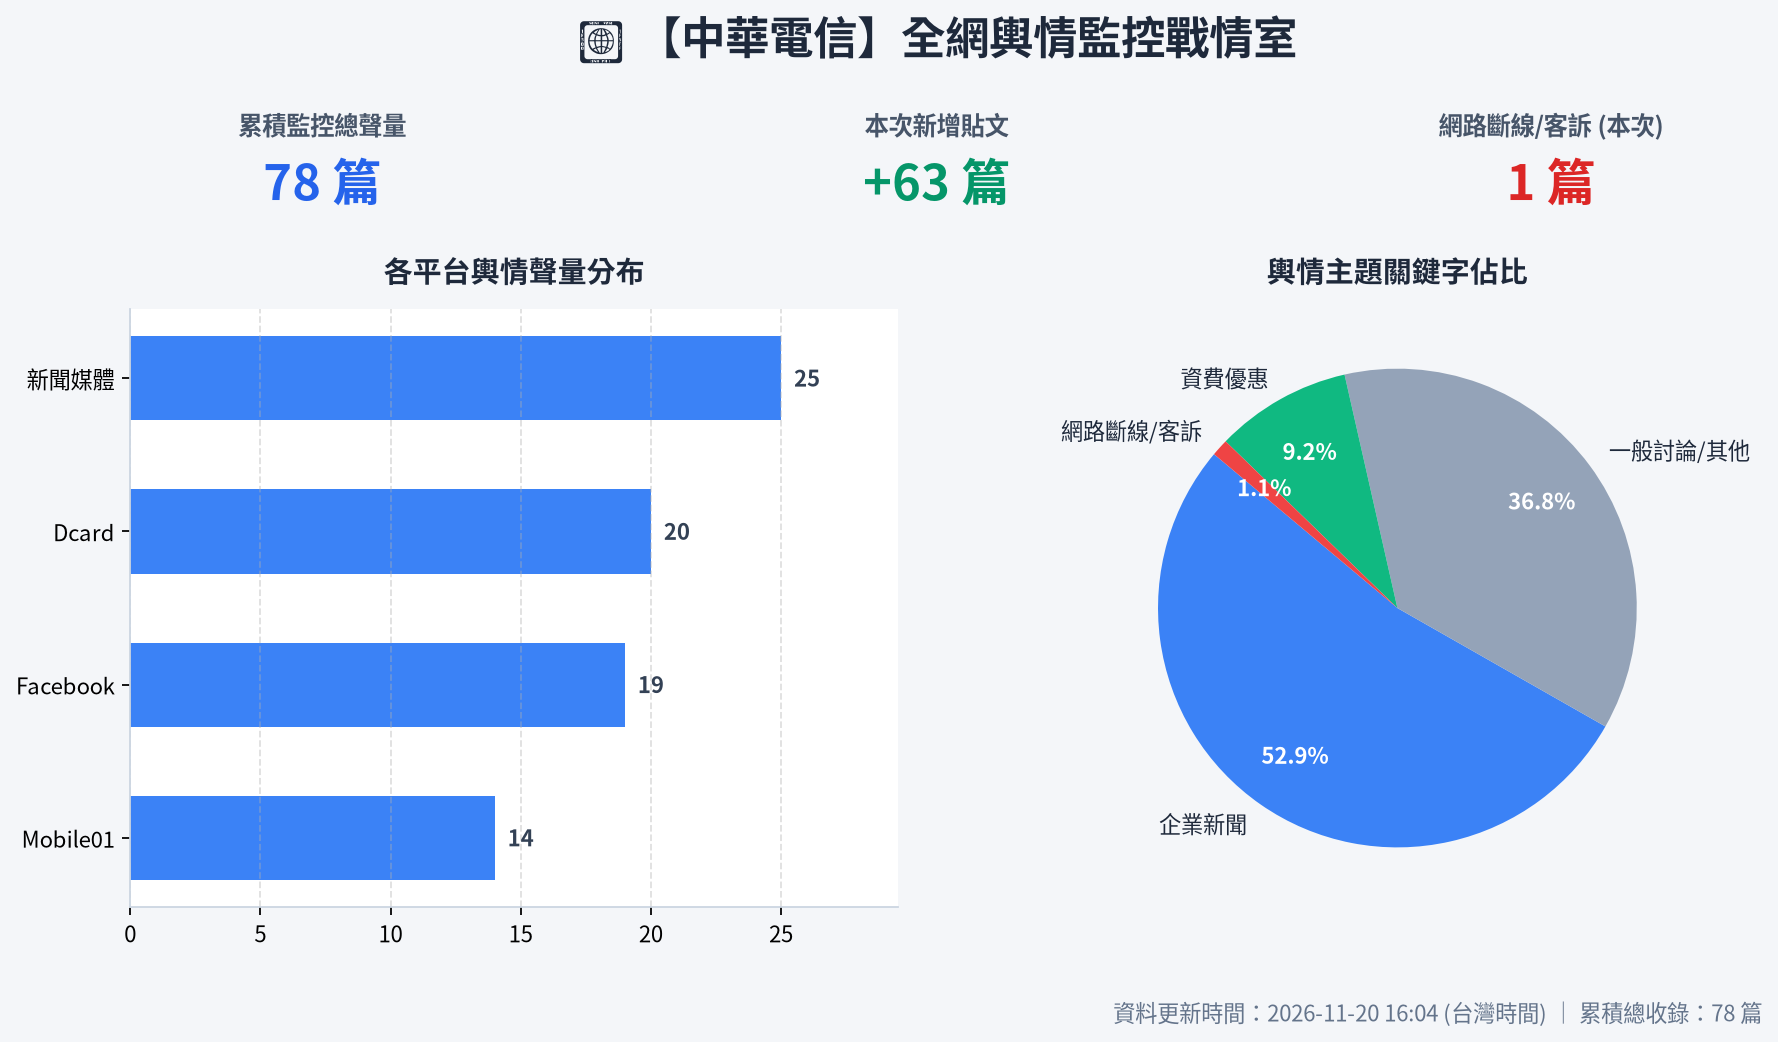 【中華電信】全網輿情監控戰情室
累積監控總聲量
78 篇
本次新增貼文
+63 篇
網路斷線/客訴 (本次)
1 篇
各平台輿情聲量分布
新聞媒體
25
Dcard
20
Facebook
19
Mobile01
14
0 5 10 15 20 25
輿情主題關鍵字佔比
資費優惠
9.2%
網路斷線/客訴
1.1%
一般討論/其他
36.8%
52.9%
企業新聞
資料更新時間：2026-11-20 16:04 (台灣時間) ｜ 累積總收錄：78 篇